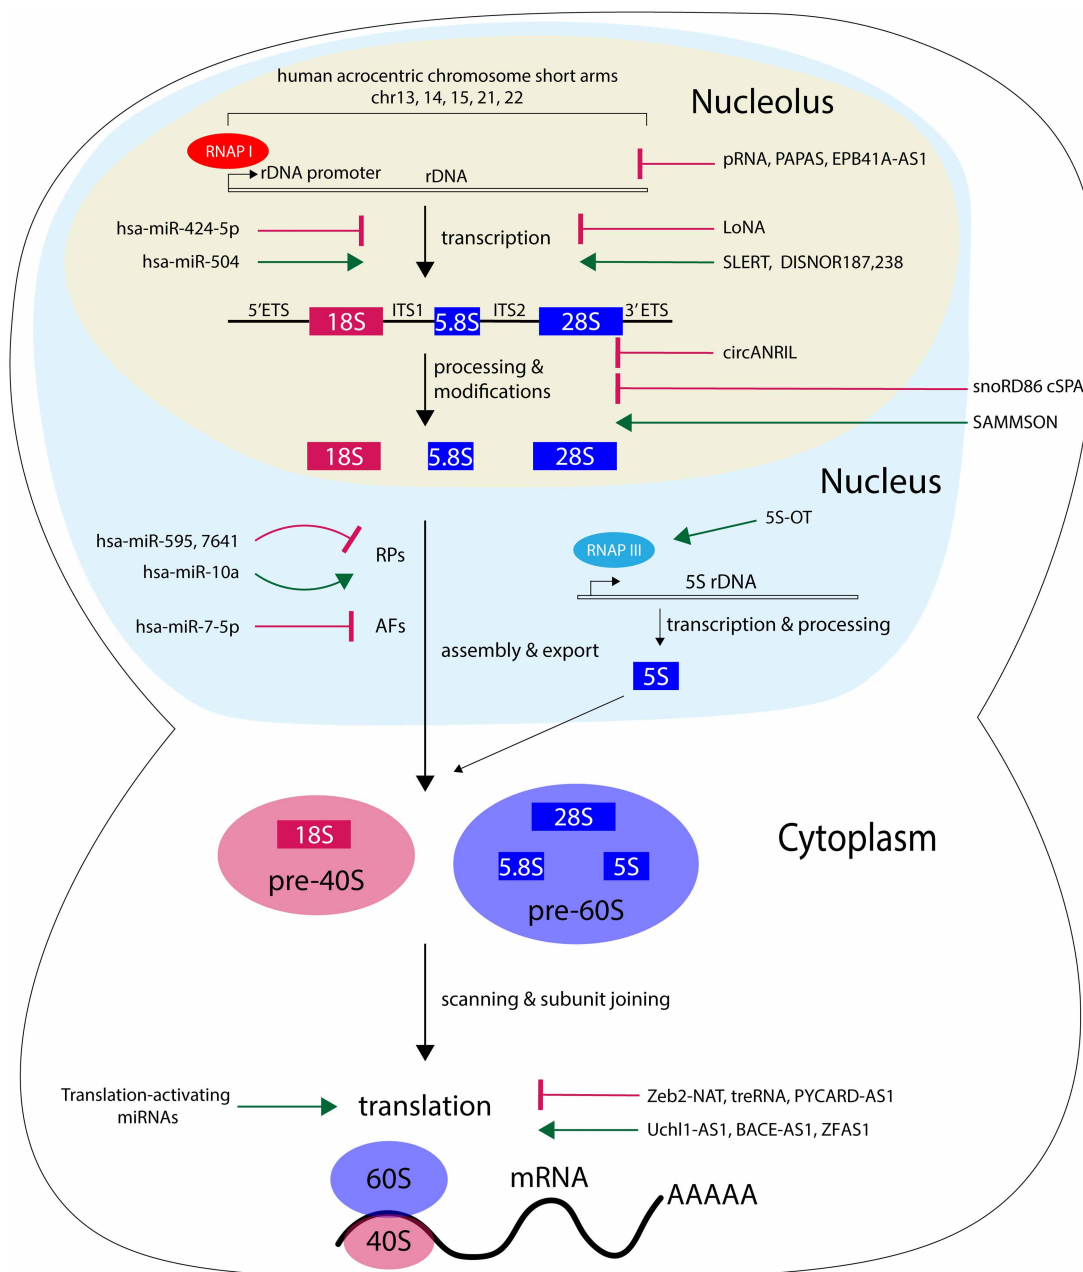 human acrocentric chromosome short arms
chr13, 14, 15, 21, 22
Nucleolus
RNAP I
pRNA, PAPAS, EPB41A-AS1
rDNA promoter
rDNA
hsa-miR-424-5p
LoNA
transcription
hsa-miR-504
SLERT, DISNOR187,238
5'ETS
18S
ITS1
5.8S
ITS2
28S
3' ETS
circANRIL
processing &
modifications
snoRD86 cSPA
SAMMSON
18S
5.8S
28S
Nucleus
5S-OT
hsa-miR-595, 7641
RPs
RNAP III
hsa-miR-10a
5S rDNA
hsa-miR-7-5p
AFs
transcription & processing
assembly & export
5S
28S
18S
Cytoplasm
5.8S
5S
pre-40S
pre-60S
scanning & subunit joining
Translation-activating
miRNAs
translation
Zeb2-NAT, treRNA, PYCARD-AS1
Uchl1-AS1, BACE-AS1, ZFAS1
60S
mRNA
AAAAA
40S